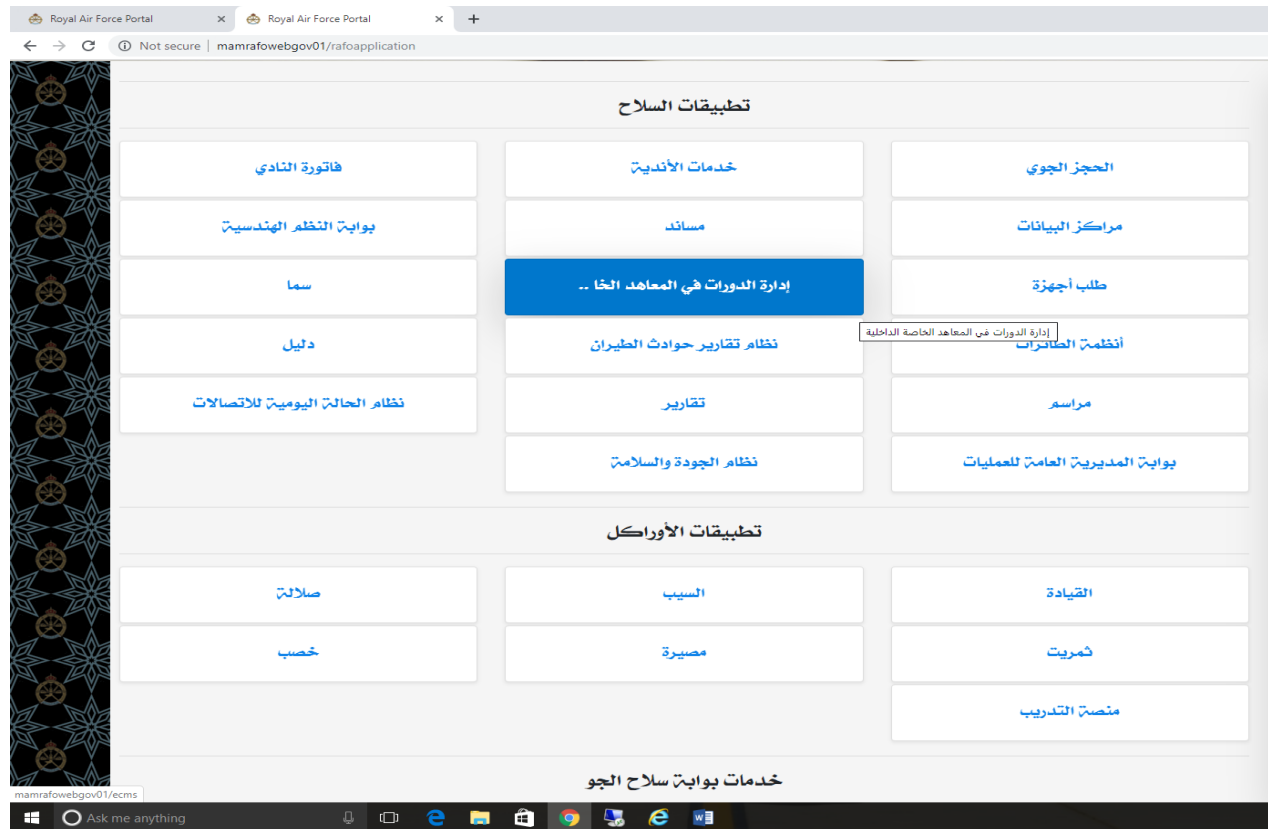 Royal Air Force Portal
Royal Air Force Portal
Not secure | mamrafowebgov01/rafoapplication
تطبيقات السلاح
الحجز الجوي
خدمات الأندية
فاتورة النادي
مراكز البيانات
مساند
بوابة النظم الهندسية
طلب أجهزة
إدارة الدورات في المعاهد الخا ..
سما
إدارة الدورات في المعاهد الخاصة الداخلية
أنظمة الطائرات
نظام تقارير حوادث الطيران
دليل
مراسم
تقارير
نظام الحالة اليومية للاتصالات
بوابة المديرية العامة للعمليات
نظام الجودة والسلامة
تطبيقات الأوراكل
القيادة
السيب
صلالة
ثمريت
مصيرة
خصب
منصة التدريب
خدمات بوابة سلاح الجو
mamrafowebgov01/ecms
Ask me anything